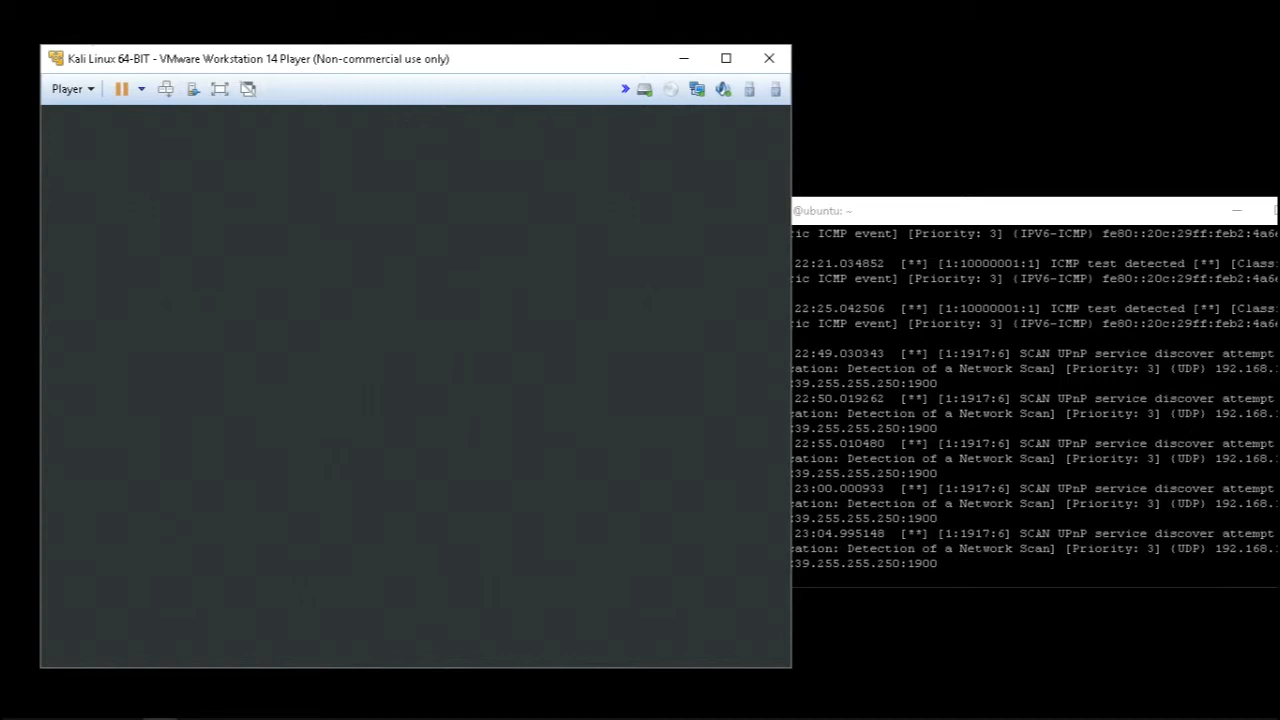 Kali Linux 64-BIT - VMware Workstation 14 Player (Non-commercial use only)
Player
@ubuntu: ~
ric ICMP event] [Priority: 3] {IPV6-ICMP} fe80::20c:29ff:feb2:4a6
22:21.034852 [**] [1:10000001:1] ICMP test detected [**] [Class
ric ICMP event] [Priority: 3] {IPV6-ICMP} fe80::20c:29ff:feb2:4a6
22:25.042506 [**] [1:10000001:1] ICMP test detected [**] [Class
ric ICMP event] [Priority: 3] {IPV6-ICMP} fe80::20c:29ff:feb2:4a6
22:49.030343 [**] [1:1917:6] SCAN UPnP service discover attempt
cation: Detection of a Network Scan] [Priority: 3] {UDP} 192.168.
39.255.255.250:1900
22:50.019262 [**] [1:1917:6] SCAN UPnP service discover attempt
cation: Detection of a Network Scan] [Priority: 3] {UDP} 192.168.
39.255.255.250:1900
22:55.010480 [**] [1:1917:6] SCAN UPnP service discover attempt
cation: Detection of a Network Scan] [Priority: 3] {UDP} 192.168.
39.255.255.250:1900
23:00.000933 [**] [1:1917:6] SCAN UPnP service discover attempt
cation: Detection of a Network Scan] [Priority: 3] {UDP} 192.168.
39.255.255.250:1900
23:04.995148 [**] [1:1917:6] SCAN UPnP service discover attempt
cation: Detection of a Network Scan] [Priority: 3] {UDP} 192.168.
39.255.255.250:1900